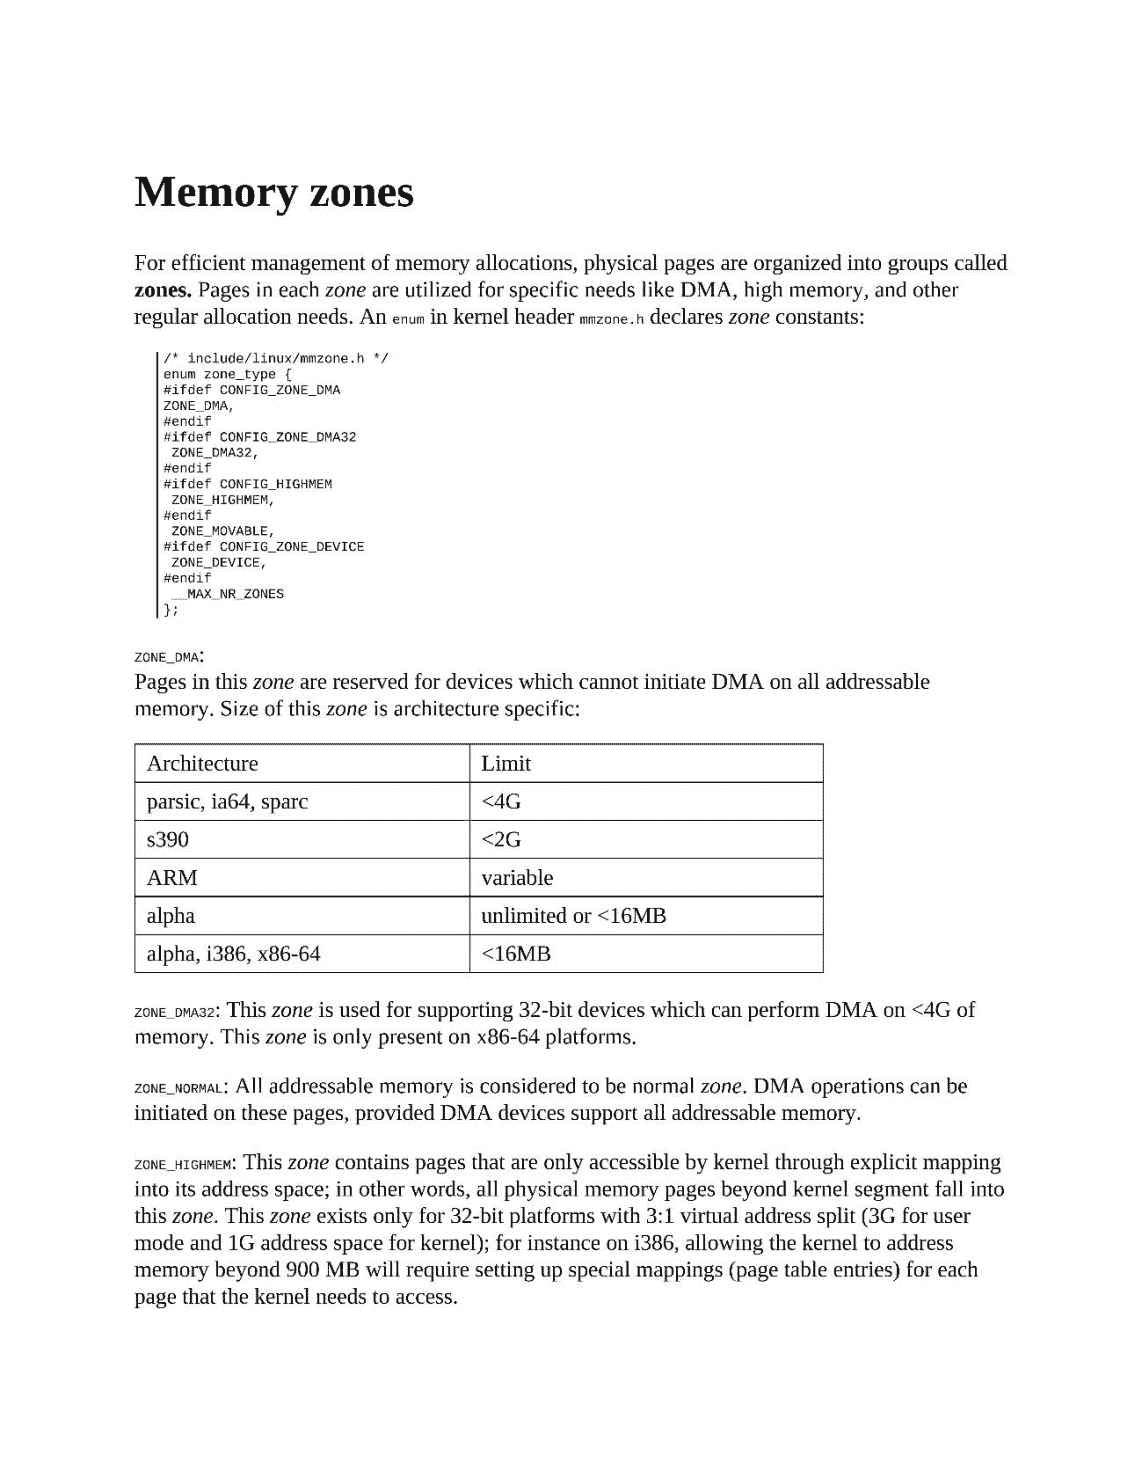 Memory zones
For efficient management of memory allocations, physical pages are organized into groups called
zones. Pages in each zone are utilized for specific needs like DMA, high memory, and other
regular allocation needs. An enum in kernel header mmzone.h declares zone constants:
/* include/linux/mmzone.h */
enum zone_type {
#ifdef CONFIG_ZONE_DMA
ZONE_DMA,
#endif
#ifdef CONFIG_ZONE_DMA32
 ZONE_DMA32,
#endif
#ifdef CONFIG_HIGHMEM
 ZONE_HIGHMEM,
#endif
 ZONE_MOVABLE,
#ifdef CONFIG_ZONE_DEVICE
 ZONE_DEVICE,
#endif
 __MAX_NR_ZONES
};
ZONE_DMA:
Pages in this zone are reserved for devices which cannot initiate DMA on all addressable
memory. Size of this zone is architecture specific:
Architecture Limit
parsic, ia64, sparc <4G
s390 <2G
ARM variable
alpha unlimited or <16MB
alpha, i386, x86-64 <16MB
ZONE_DMA32: This zone is used for supporting 32-bit devices which can perform DMA on <4G of
memory. This zone is only present on x86-64 platforms.
ZONE_NORMAL: All addressable memory is considered to be normal zone. DMA operations can be
initiated on these pages, provided DMA devices support all addressable memory.
ZONE_HIGHMEM: This zone contains pages that are only accessible by kernel through explicit mapping
into its address space; in other words, all physical memory pages beyond kernel segment fall into
this zone. This zone exists only for 32-bit platforms with 3:1 virtual address split (3G for user
mode and 1G address space for kernel); for instance on i386, allowing the kernel to address
memory beyond 900 MB will require setting up special mappings (page table entries) for each
page that the kernel needs to access.